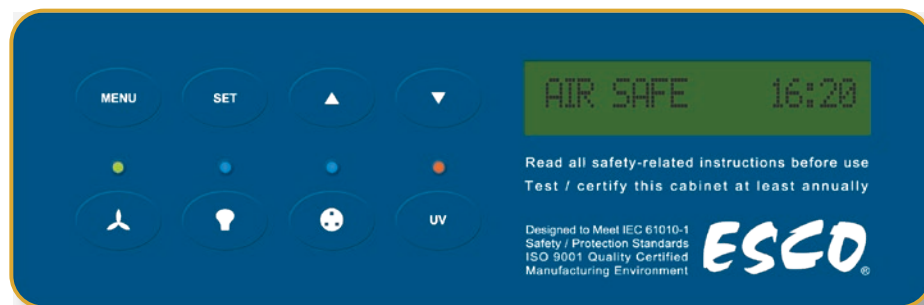 MENU
SET
AIR SAFE 16:20
Read all safety-related instructions before use
Test / certify this cabinet at least annually
UV
Designed to Meet IEC 61010-1
Safety / Protection Standards
ISO 9001 Quality Certified
Manufacturing Environment
ESCO®